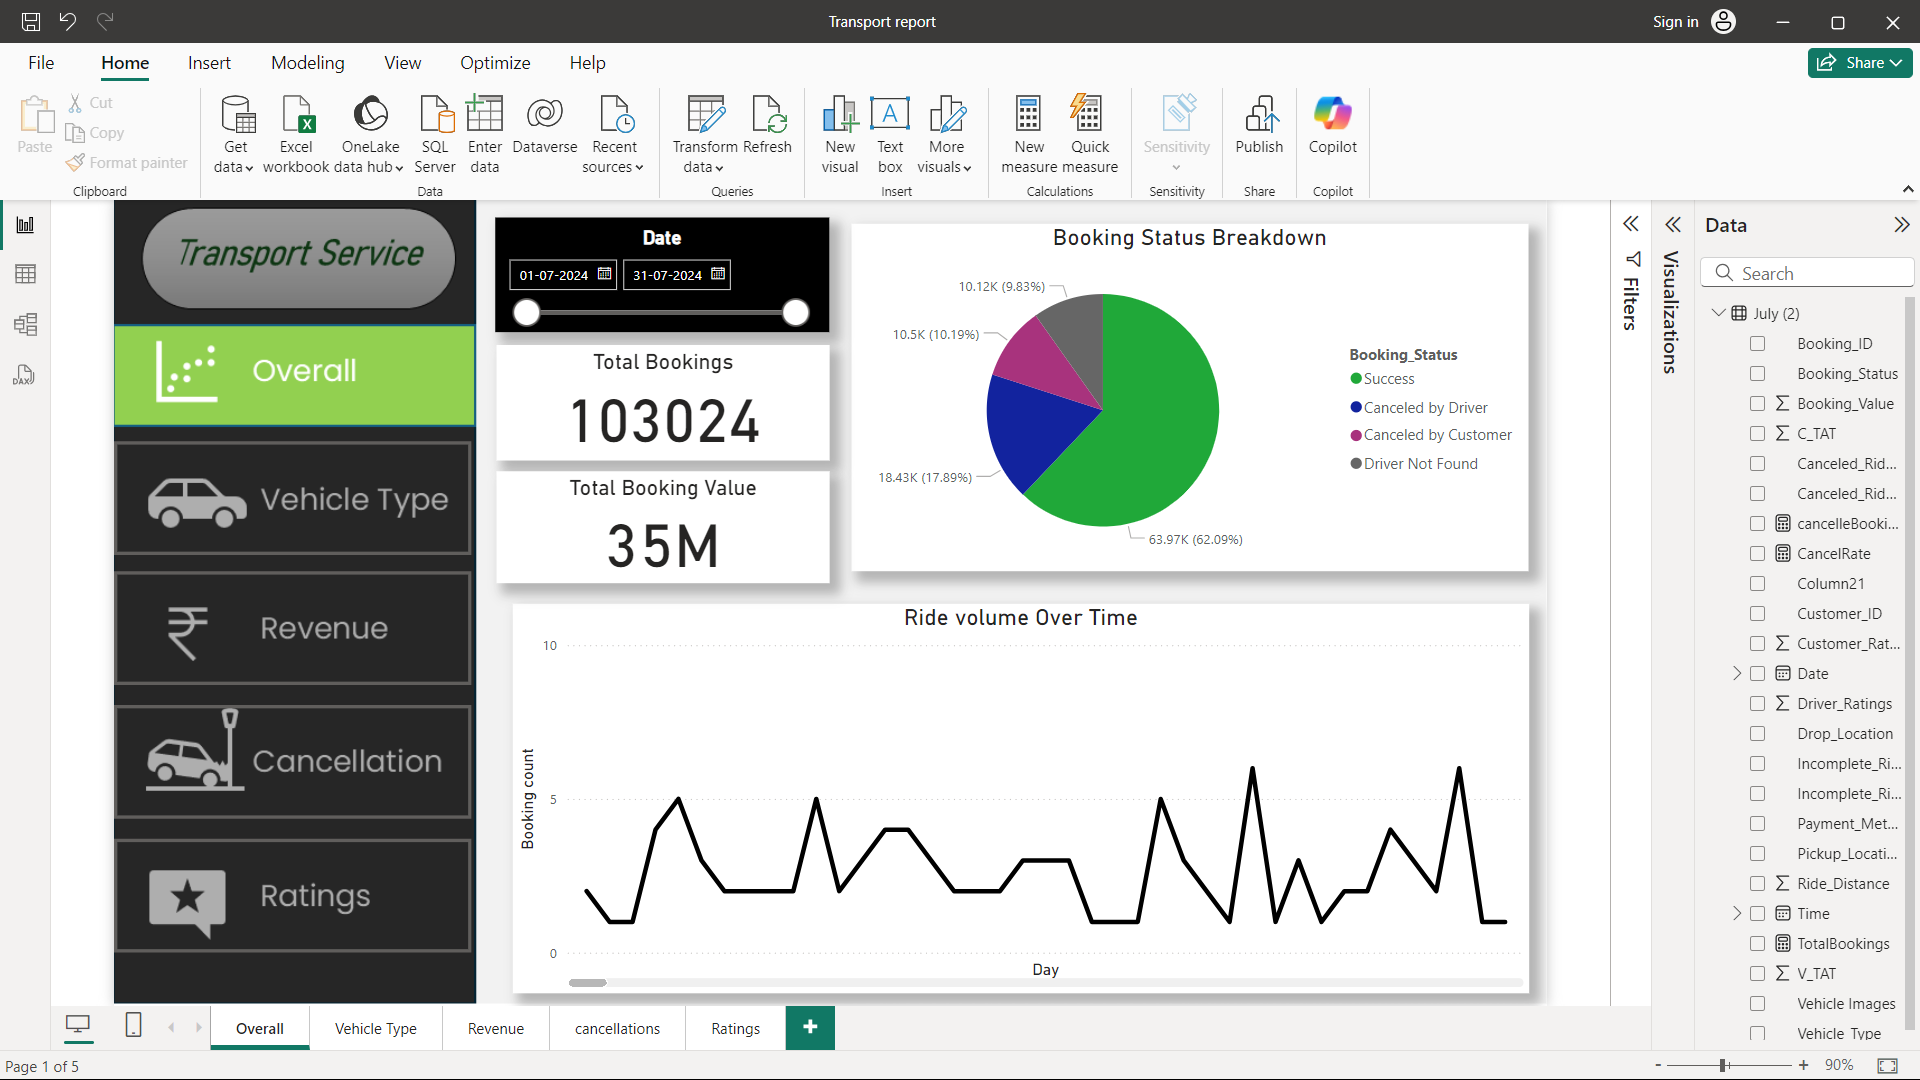 Transport report
Sign in
File
Home
Insert
Modeling
View
Optimize
Help
Share
Paste
Cut
Copy
Format painter
Clipboard
Get
data
Excel
workbook
OneLake
data hub
SQL
Server
Enter
data
Dataverse
Recent
sources
Data
Transform
data
Refresh
Queries
New
visual
Text
box
More
visuals
Insert
New
measure
Quick
measure
Calculations
Sensitivity
Sensitivity
Publish
Share
Copilot
Copilot
Transport Service
Overall
Vehicle Type
Revenue
Cancellation
Ratings
Date
01-07-2024
31-07-2024
Total Bookings
103024
Total Booking Value
35M
Booking Status Breakdown
10.12K (9.83%)
10.5K (10.19%)
18.43K (17.89%)
63.97K (62.09%)
Booking_Status
Success
Canceled by Driver
Canceled by Customer
Driver Not Found
Ride volume Over Time
10
5
0
Booking count
Day
Filters
Visualizations
Data
Search
July (2)
Booking_ID
Booking_Status
Booking_Value
C_TAT
Canceled_Rid...
Canceled_Rid...
cancelleBooki...
CancelRate
Column21
Customer_ID
Customer_Rat...
Date
Driver_Ratings
Drop_Location
Incomplete_Ri...
Incomplete_Ri...
Payment_Met...
Pickup_Locati...
Ride_Distance
Time
TotalBookings
V_TAT
Vehicle Images
Vehicle_Type
DAX
Overall
Vehicle Type
Revenue
cancellations
Ratings
Page 1 of 5
90%